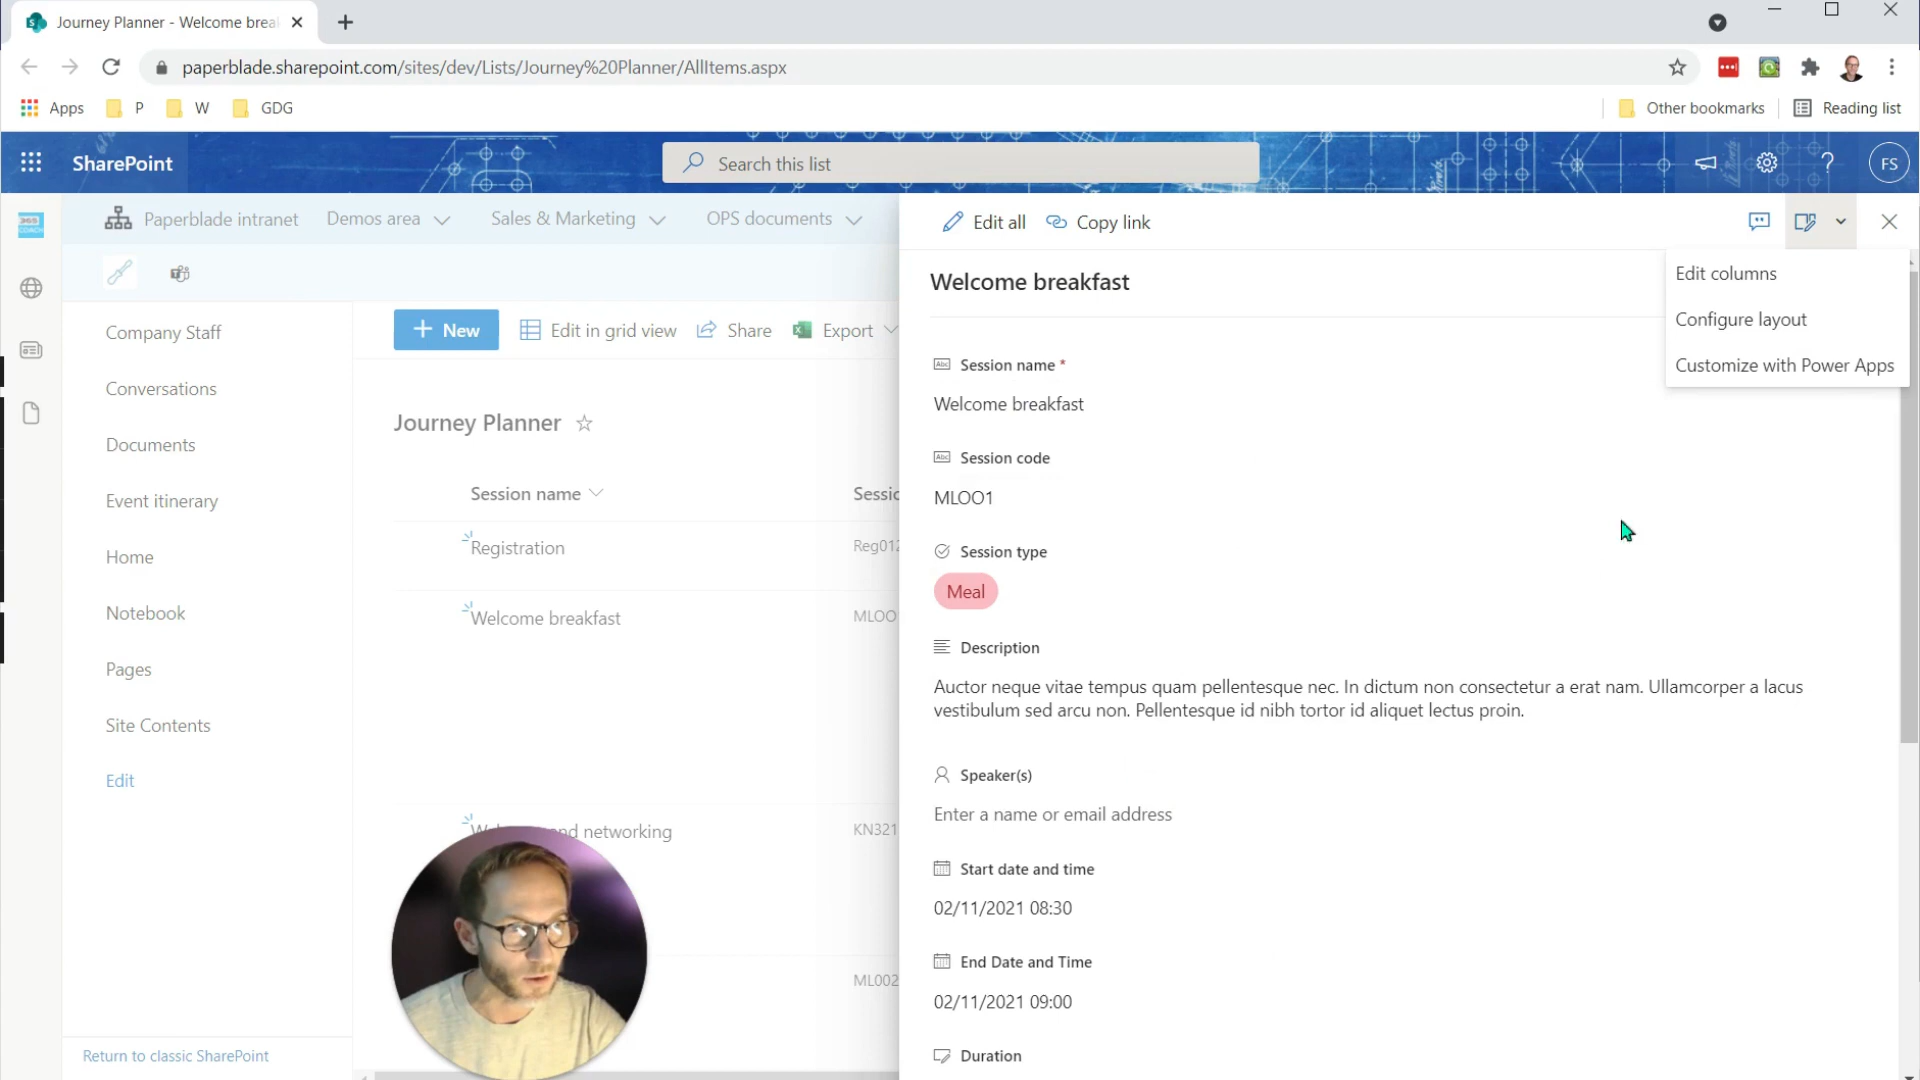 Journey Planner - Welcome brea
paperblade.sharepoint.com/sites/dev/Lists/Journey%20Planner/AllItems.aspx
Apps P W GDG Other bookmarks Reading list
SharePoint Search this list ? FS
365 COACH
Paperblade intranet Demos area Sales & Marketing OPS documents
Edit all Copy link
Edit columns
Configure layout
Customize with Power Apps
Company Staff
Conversations
Documents
Event itinerary
Home
Notebook
Pages
Site Contents
Edit
Return to classic SharePoint
New Edit in grid view Share Export
Journey Planner
Session name Sessio
Registration Reg012
Welcome breakfast MLOO
nd networking KN321
ML002
Welcome breakfast
Abc Session name *
Welcome breakfast
Abc Session code
MLOO1
Session type
Meal
Description
Auctor neque vitae tempus quam pellentesque nec. In dictum non consectetur a erat nam. Ullamcorper a lacus
vestibulum sed arcu non. Pellentesque id nibh tortor id aliquet lectus proin.
Speaker(s)
Enter a name or email address
Start date and time
02/11/2021 08:30
End Date and Time
02/11/2021 09:00
Duration